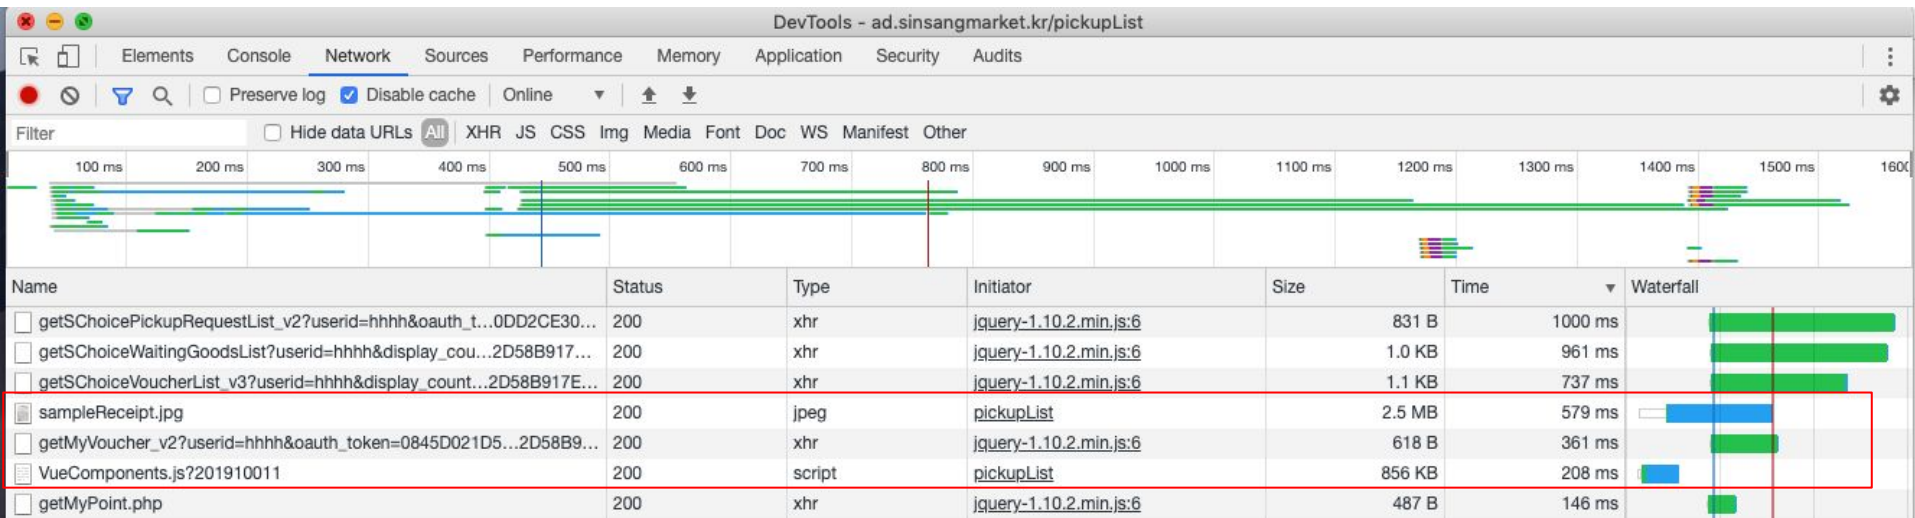 DevTools - ad.sinsangmarket.kr/pickupList
Elements Console Network Sources Performance Memory Application Security Audits
Preserve log Disable cache Online
Filter Hide data URLs All XHR JS CSS Img Media Font Doc WS Manifest Other
100 ms 200 ms 300 ms 400 ms 500 ms 600 ms 700 ms 800 ms 900 ms 1000 ms 1100 ms 1200 ms 1300 ms 1400 ms 1500 ms 160
Name Status Type Initiator Size Time Waterfall
getSChoicePickupRequestList_v2?userid=hhhh&oauth_t...0DD2CE30... 200 xhr jquery-1.10.2.min.js:6 831 B 1000 ms
getSChoiceWaitingGoodsList?userid=hhhh&display_cou...2D58B917... 200 xhr jquery-1.10.2.min.js:6 1.0 KB 961 ms
getSChoiceVoucherList_v3?userid=hhhh&display_count...2D58B917E... 200 xhr jquery-1.10.2.min.js:6 1.1 KB 737 ms
sampleReceipt.jpg 200 jpeg pickupList 2.5 MB 579 ms
getMyVoucher_v2?userid=hhhh&oauth_token=0845D021D5...2D58B9... 200 xhr jquery-1.10.2.min.js:6 618 B 361 ms
VueComponents.js?201910011 200 script pickupList 856 KB 208 ms
getMyPoint.php 200 xhr jquery-1.10.2.min.js:6 487 B 146 ms